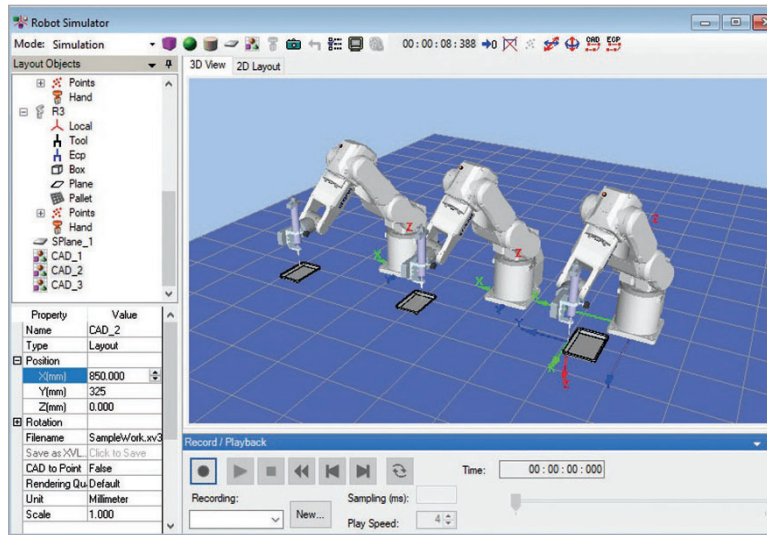 Robot Simulator
Mode: Simulation
00 : 00 : 08 : 388
CAD ECP
Layout Objects
3D View 2D Layout
Points
Hand
R3
Local
Tool
Ecp
Box
Plane
Pallet
Points
Hand
SPlane_1
CAD_1
CAD_2
CAD_3
Z
Z
Z
X
X
X
Property Value
Name CAD_2
Type Layout
Position
X(mm) 850.000
Y(mm) 325
Z(mm) 0.000
Rotation
Filename SampleWork.xv3
Save as XVL... Click to Save
CAD to Point False
Rendering Qu Default
Unit Millimeter
Scale 1.000
Record / Playback
Time: 00 : 00 : 00 : 000
Recording: Sampling (ms):
New...
Play Speed: 4